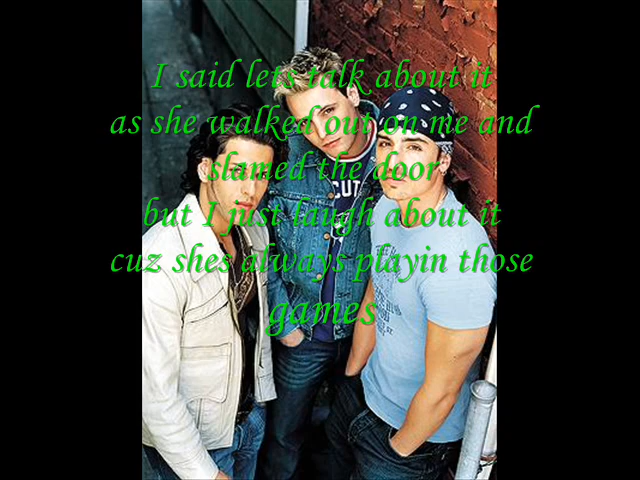 I said lets talk about it
as she walked out on me and
slamed the door
but I just laugh about it
cuz shes always playin those
games
CUT